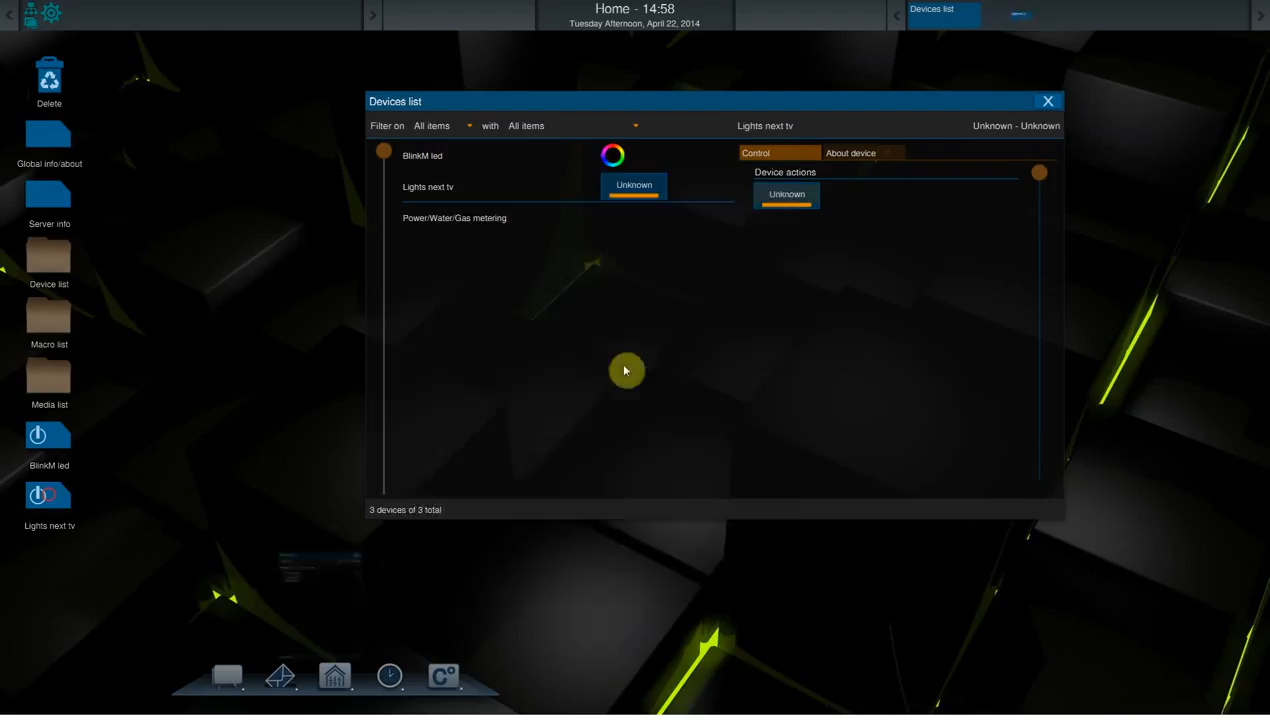 Home - 14:58
Tuesday Afternoon, April 22, 2014
Devices list
Delete
Global info/about
Server info
Device list
Macro list
Media list
BlinkM led
Lights next tv
Devices list
X
Filter on All items with All items
Lights next tv
Unknown - Unknown
BlinkM led
Lights next tv
Unknown
Power/Water/Gas metering
Control
About device
Device actions
Unknown
3 devices of 3 total
C°